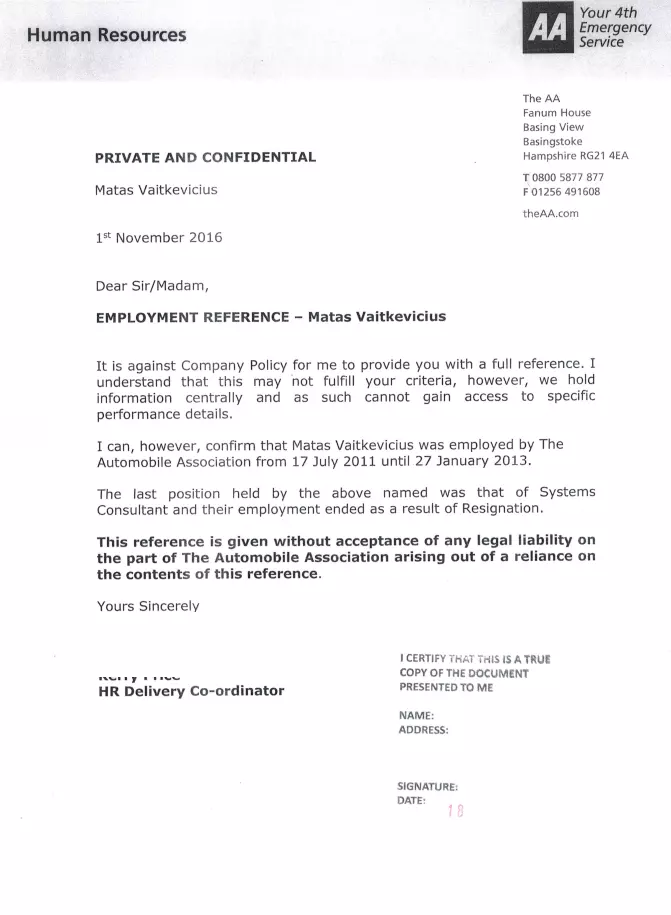 Human Resources
AA
Your 4th
Emergency
Service
The AA
Fanum House
Basing View
Basingstoke
Hampshire RG21 4EA
T 0800 5877 877
F 01256 491608
theAA.com
PRIVATE AND CONFIDENTIAL
Matas Vaitkevicius
1st November 2016
Dear Sir/Madam,
EMPLOYMENT REFERENCE – Matas Vaitkevicius
It is against Company Policy for me to provide you with a full reference. I
understand that this may not fulfill your criteria, however, we hold
information centrally and as such cannot gain access to specific
performance details.
I can, however, confirm that Matas Vaitkevicius was employed by The
Automobile Association from 17 July 2011 until 27 January 2013.
The last position held by the above named was that of Systems
Consultant and their employment ended as a result of Resignation.
This reference is given without acceptance of any legal liability on
the part of The Automobile Association arising out of a reliance on
the contents of this reference.
Yours Sincerely
HR Delivery Co-ordinator
I CERTIFY THAT THIS IS A TRUE
COPY OF THE DOCUMENT
PRESENTED TO ME
NAME:
ADDRESS:
SIGNATURE:
DATE:
18